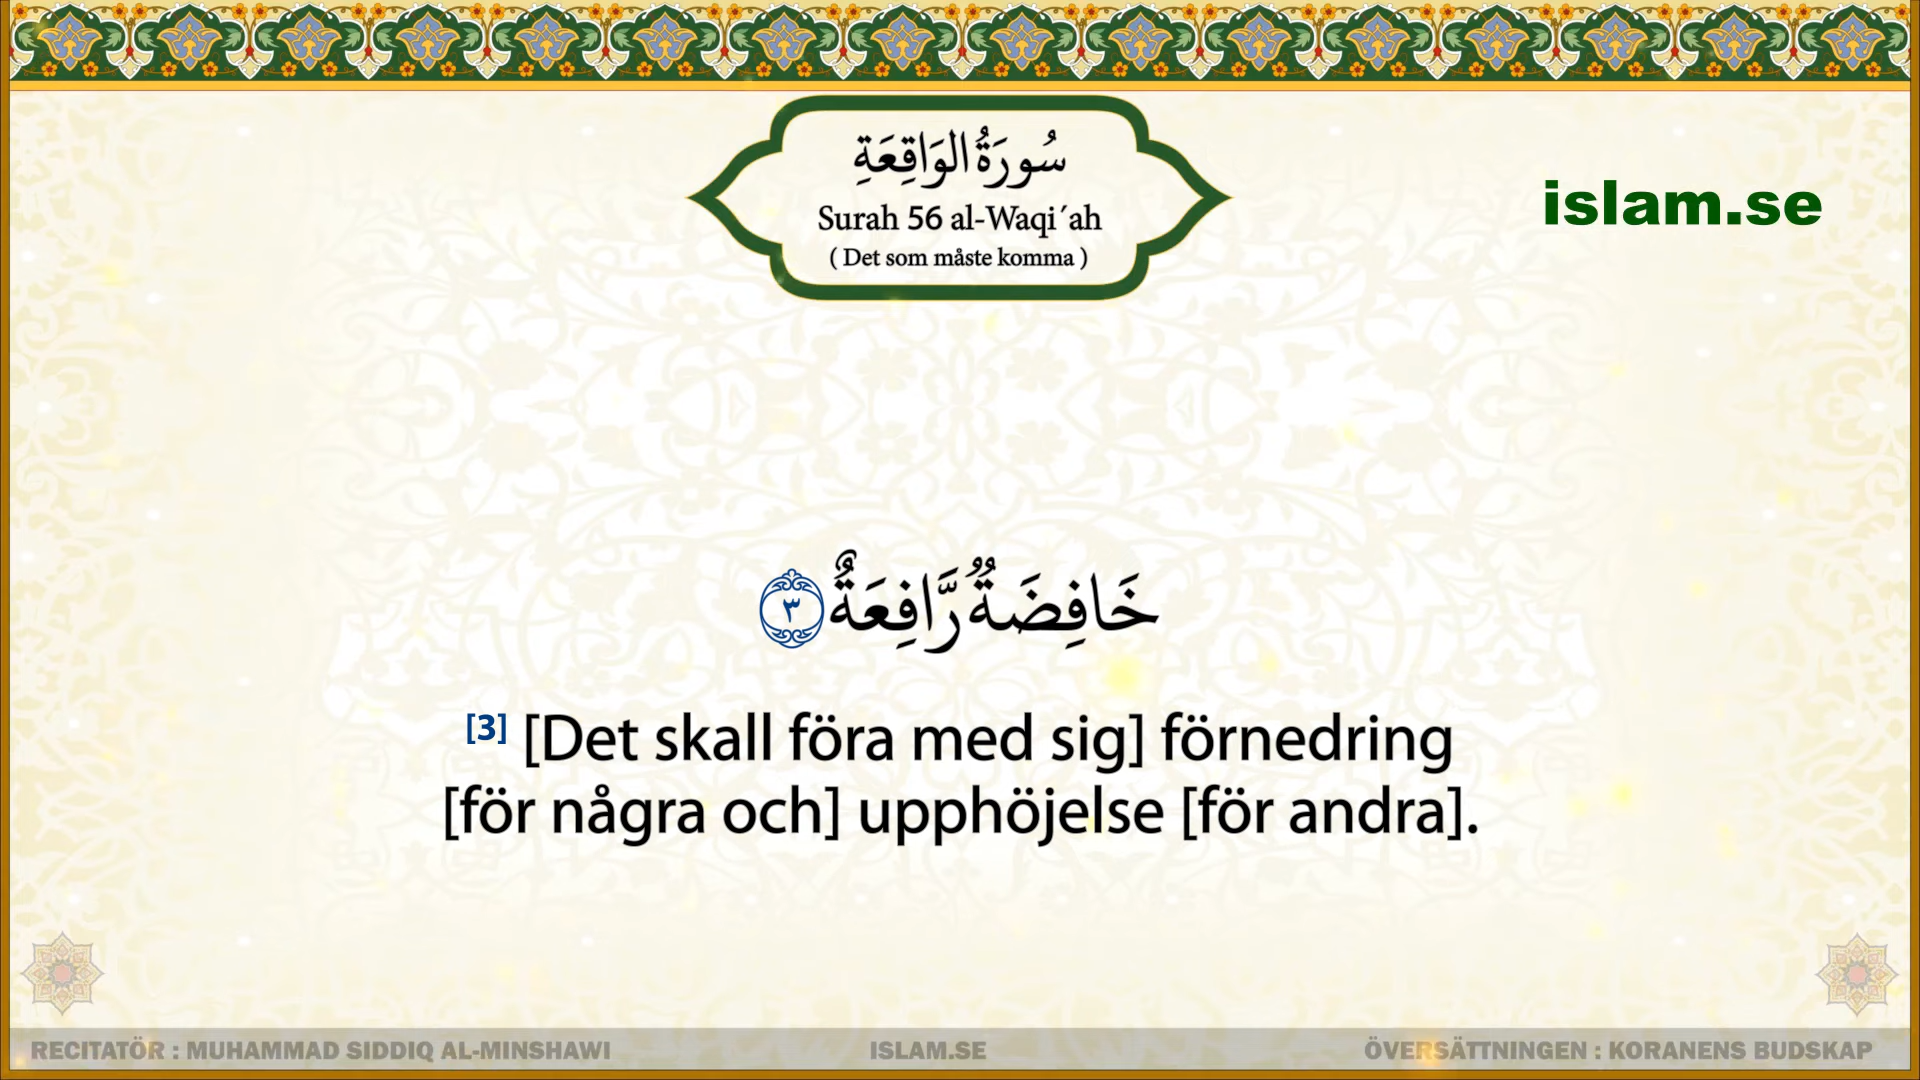 سُورَةُ الوَاقِعَةِ
Surah 56 al-Waqi´ah
( Det som måste komma )
islam.se
خَافِضَةٌ رَّافِعَةٌ ٣
[3] [Det skall föra med sig] förnedring
[för några och] upphöjelse [för andra].
RECITATÖR : MUHAMMAD SIDDIQ AL-MINSHAWI
ISLAM.SE
ÖVERSÄTTNINGEN : KORANENS BUDSKAP